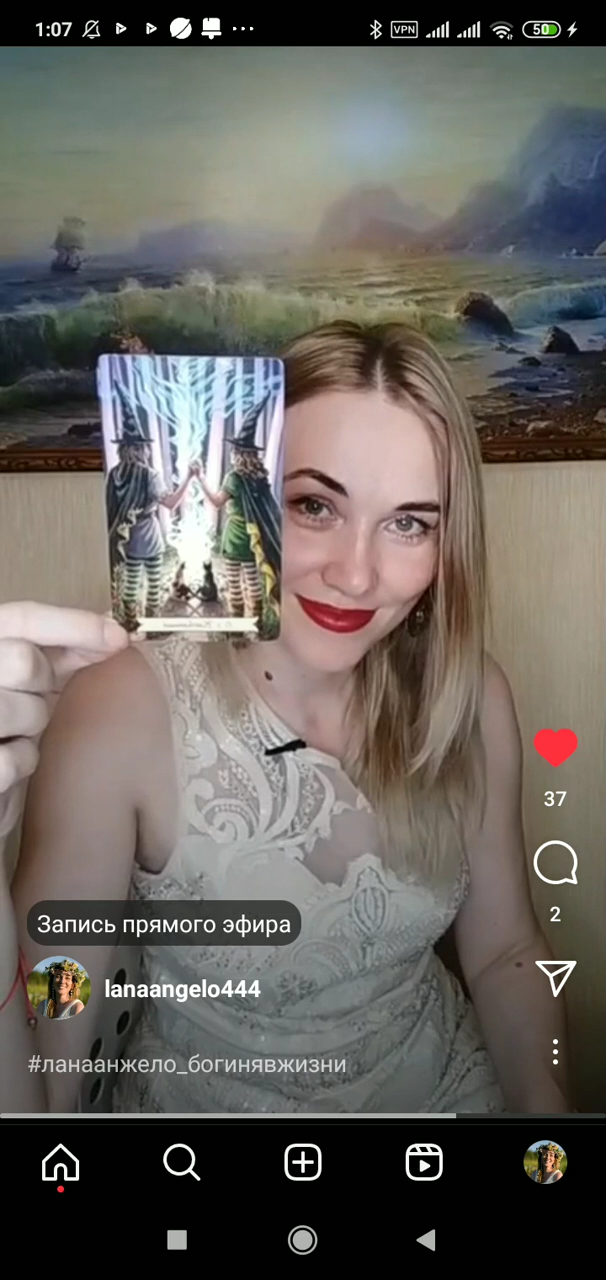 1:07
VPN
50
37
2
Запись прямого эфира
lanaangelo444
#ланаанжело_богинявжизни